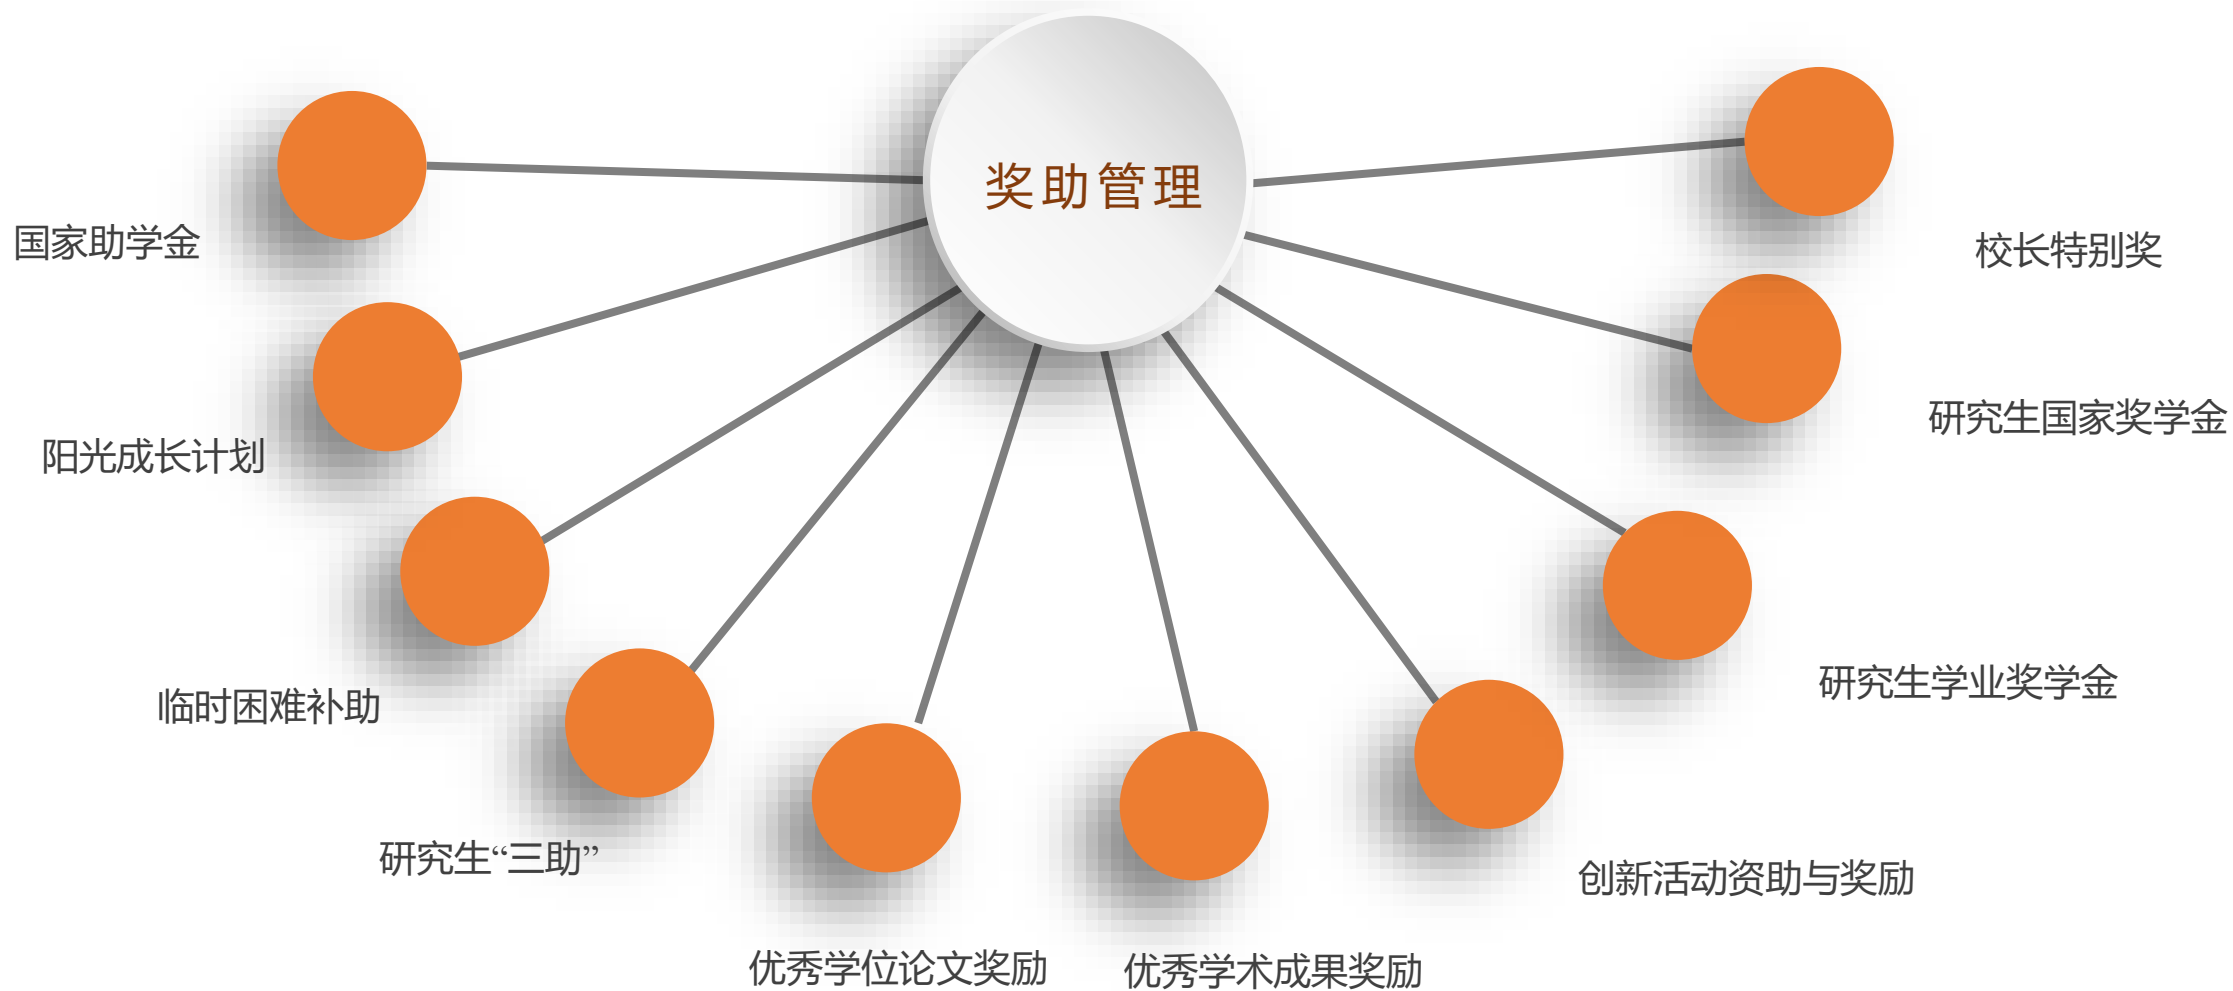 奖助管理
国家助学金
校长特别奖
研究生国家奖学金
阳光成长计划
研究生学业奖学金
临时困难补助
研究生“三助”
创新活动资助与奖励
优秀学位论文奖励
优秀学术成果奖励